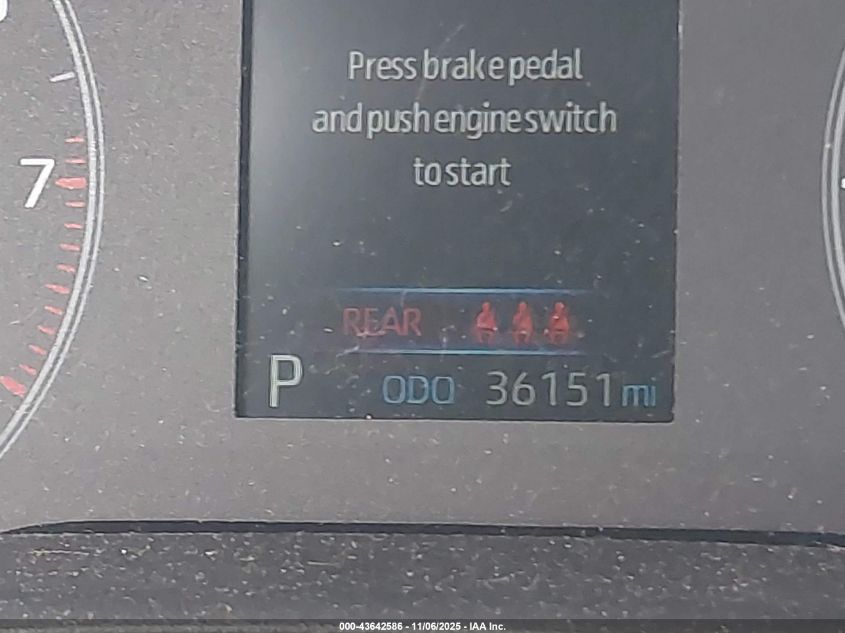 Press brake pedal
and push engine switch
to start
7
REAR
P ODO 36151 mi
000-43642586 - 11/06/2025 - IAA Inc.